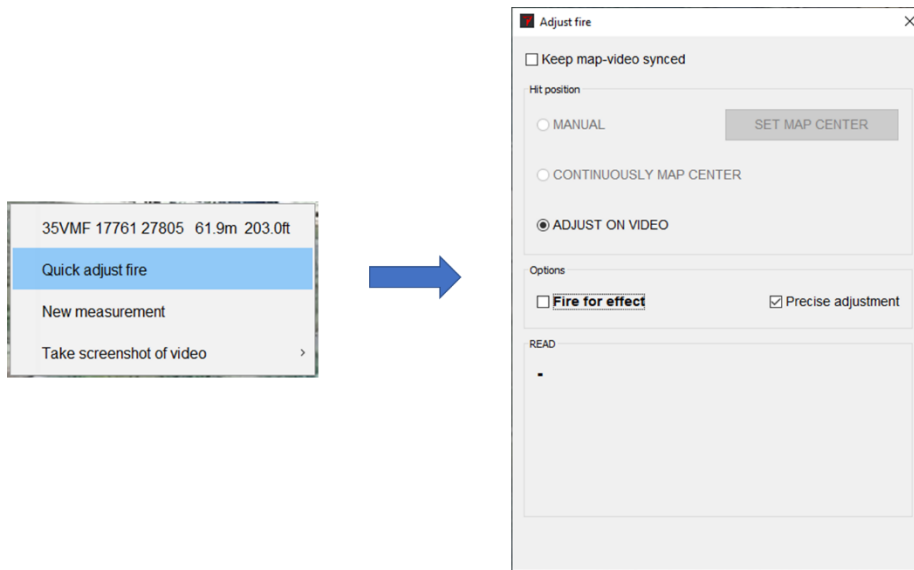 35VMF 17761 27805 61.9m 203.0ft
Quick adjust fire
New measurement
Take screenshot of video
Adjust fire
Keep map-video synced
Hit position
MANUAL
SET MAP CENTER
CONTINUOUSLY MAP CENTER
ADJUST ON VIDEO
Options
Fire for effect
Precise adjustment
READ
-